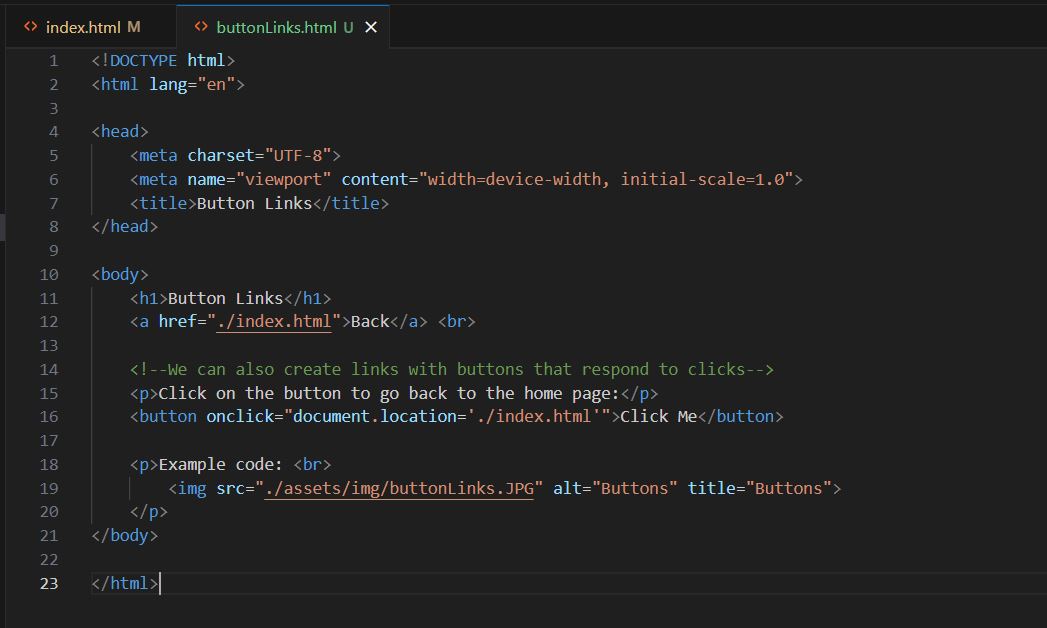 <> index.html M <> buttonLinks.html U ✕
1 <!DOCTYPE html>
2 <html lang="en">
3
4 <head>
5     <meta charset="UTF-8">
6     <meta name="viewport" content="width=device-width, initial-scale=1.0">
7     <title>Button Links</title>
8 </head>
9
10 <body>
11     <h1>Button Links</h1>
12     <a href="./index.html">Back</a> <br>
13
14     <!--We can also create links with buttons that respond to clicks-->
15     <p>Click on the button to go back to the home page:</p>
16     <button onclick="document.location='./index.html'">Click Me</button>
17
18     <p>Example code: <br>
19         <img src="./assets/img/buttonLinks.JPG" alt="Buttons" title="Buttons">
20     </p>
21 </body>
22
23 </html>